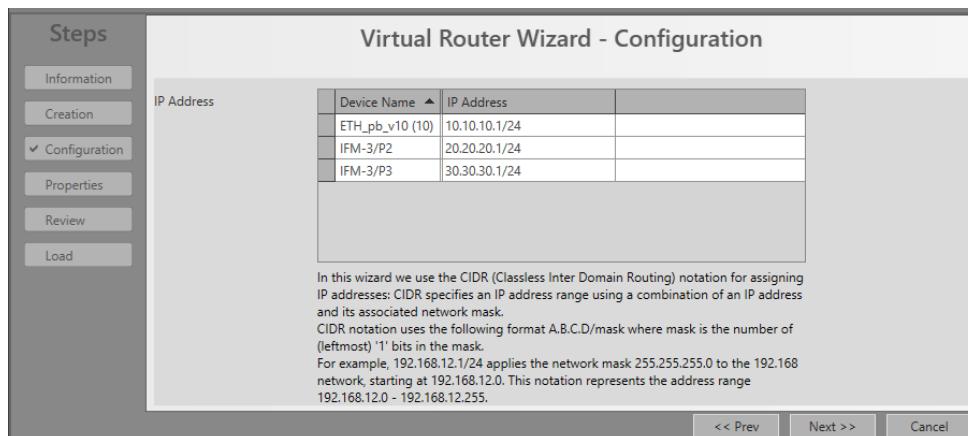 Steps
Virtual Router Wizard - Configuration
Information
Creation
✔ Configuration
Properties
Review
Load
IP Address
Device Name ▲ IP Address
ETH_pb_v10 (10) 10.10.10.1/24
IFM-3/P2 20.20.20.1/24
IFM-3/P3 30.30.30.1/24
In this wizard we use the CIDR (Classless Inter Domain Routing) notation for assigning
IP addresses: CIDR specifies an IP address range using a combination of an IP address
and its associated network mask.
CIDR notation uses the following format A.B.C.D/mask where mask is the number of
(leftmost) '1' bits in the mask.
For example, 192.168.12.1/24 applies the network mask 255.255.255.0 to the 192.168
network, starting at 192.168.12.0. This notation represents the address range
192.168.12.0 - 192.168.12.255.
<< Prev Next >> Cancel